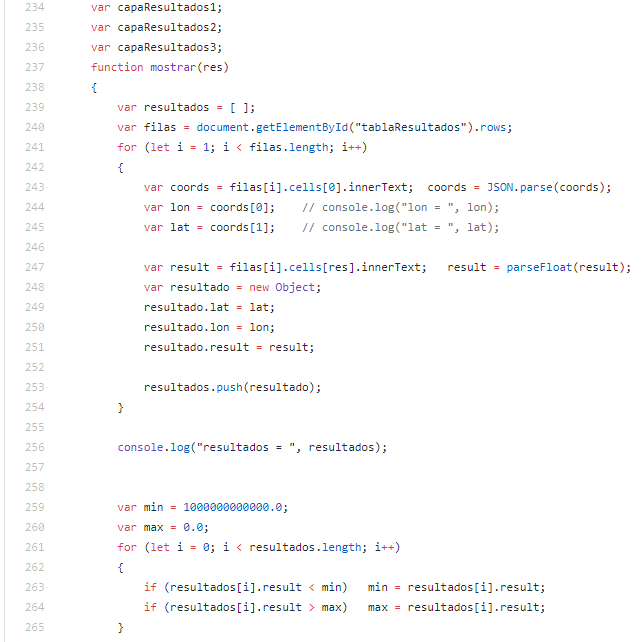 234 var capaResultados1;
235 var capaResultados2;
236 var capaResultados3;
237 function mostrar(res)
238 {
239 var resultados = [ ];
240 var filas = document.getElementById("tablaResultados").rows;
241 for (let i = 1; i < filas.length; i++)
242 {
243 var coords = filas[i].cells[0].innerText; coords = JSON.parse(coords);
244 var lon = coords[0]; // console.log("lon = ", lon);
245 var lat = coords[1]; // console.log("lat = ", lat);
246
247 var result = filas[i].cells[res].innerText; result = parseFloat(result);
248 var resultado = new Object;
249 resultado.lat = lat;
250 resultado.lon = lon;
251 resultado.result = result;
252
253 resultados.push(resultado);
254 }
255
256 console.log("resultados = ", resultados);
257
258
259 var min = 1000000000000.0;
260 var max = 0.0;
261 for (let i = 0; i < resultados.length; i++)
262 {
263 if (resultados[i].result < min) min = resultados[i].result;
264 if (resultados[i].result > max) max = resultados[i].result;
265 }